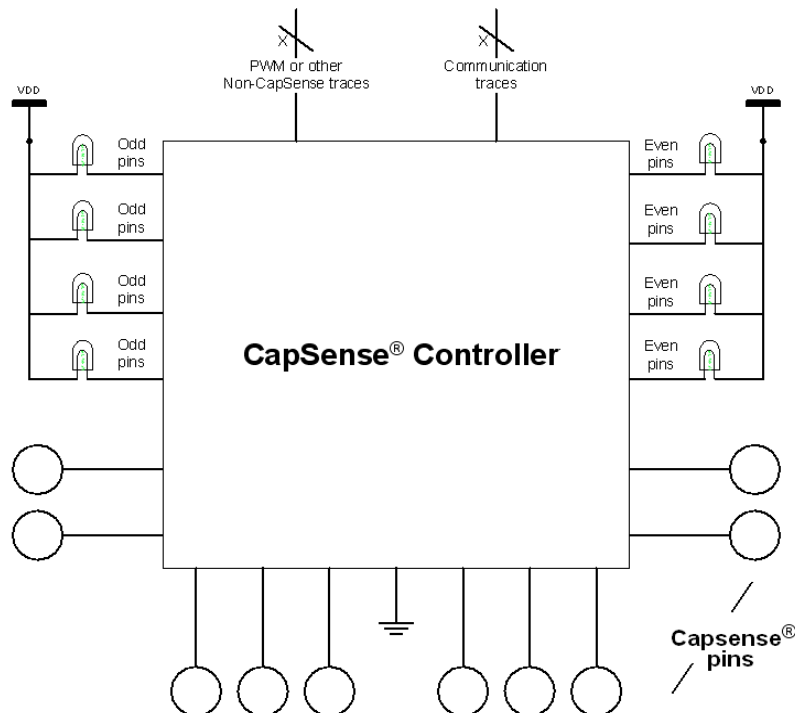 X
X
PWM or other
Non-CapSense traces
Communication
traces
VDD
VDD
Odd
pins
Even
pins
Odd
pins
Even
pins
Odd
pins
Even
pins
Odd
pins
Even
pins
CapSense® Controller
Capsense®
pins